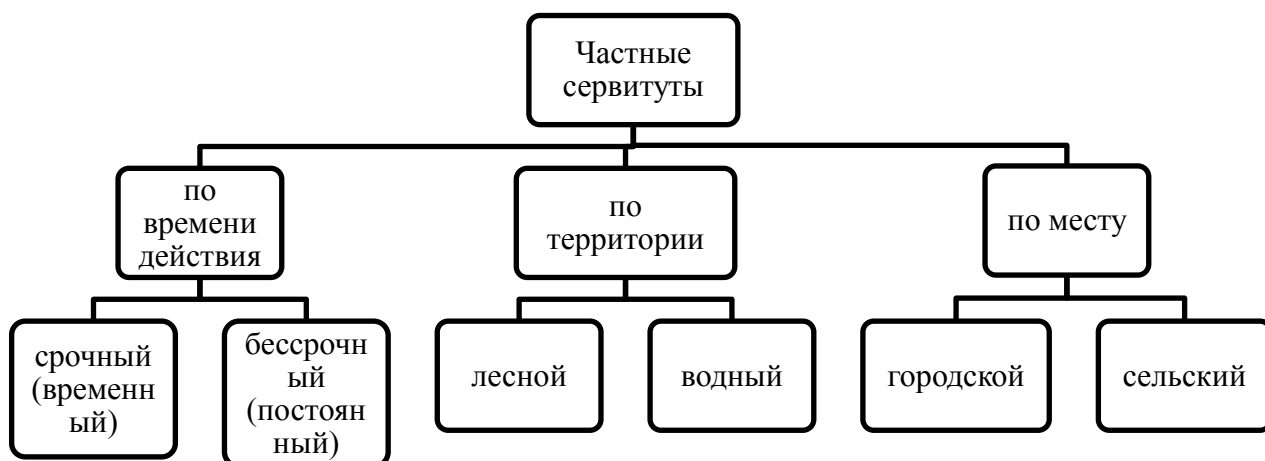 Частные
сервитуты
по
времени
действия
по
территории
по месту
срочный
(временн
ый)
бессрочн
ый
(постоян
ный)
лесной
водный
городской
сельский